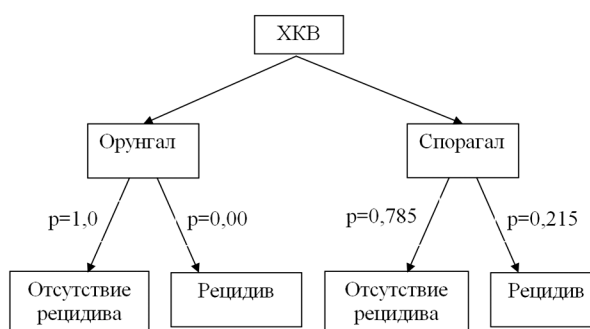 ХКВ
Орунгал
Спорагал
p=1,0
p=0,00
p=0,785
p=0,215
Отсутствие
рецидива
Рецидив
Отсутствие
рецидива
Рецидив